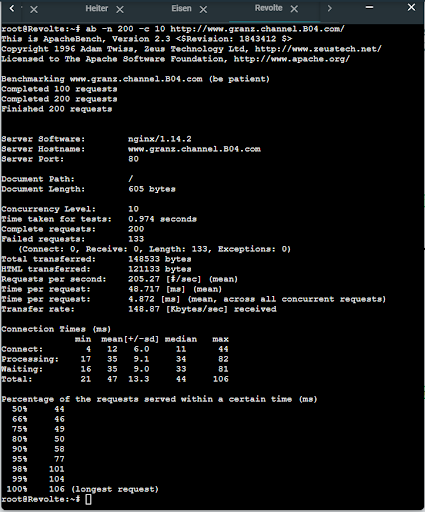 Heiter Eisen Revolte
root@Revolte:~# ab -n 200 -c 10 http://www.granz.channel.B04.com/
This is ApacheBench, Version 2.3 <$Revision: 1843412 $>
Copyright 1996 Adam Twiss, Zeus Technology Ltd, http://www.zeustech.net/
Licensed to The Apache Software Foundation, http://www.apache.org/
Benchmarking www.granz.channel.B04.com (be patient)
Completed 100 requests
Completed 200 requests
Finished 200 requests
Server Software: nginx/1.14.2
Server Hostname: www.granz.channel.B04.com
Server Port: 80
Document Path: /
Document Length: 605 bytes
Concurrency Level: 10
Time taken for tests: 0.974 seconds
Complete requests: 200
Failed requests: 133
(Connect: 0, Receive: 0, Length: 133, Exceptions: 0)
Total transferred: 148533 bytes
HTML transferred: 121133 bytes
Requests per second: 205.27 [#/sec] (mean)
Time per request: 48.717 [ms] (mean)
Time per request: 4.872 [ms] (mean, across all concurrent requests)
Transfer rate: 148.87 [Kbytes/sec] received
Connection Times (ms)
min mean[+/-sd] median max
Connect: 4 12 6.0 11 44
Processing: 17 35 9.1 34 82
Waiting: 16 35 9.0 33 81
Total: 21 47 13.3 44 106
Percentage of the requests served within a certain time (ms)
50% 44
66% 46
75% 49
80% 50
90% 58
95% 77
98% 101
99% 104
100% 106 (longest request)
root@Revolte:~#